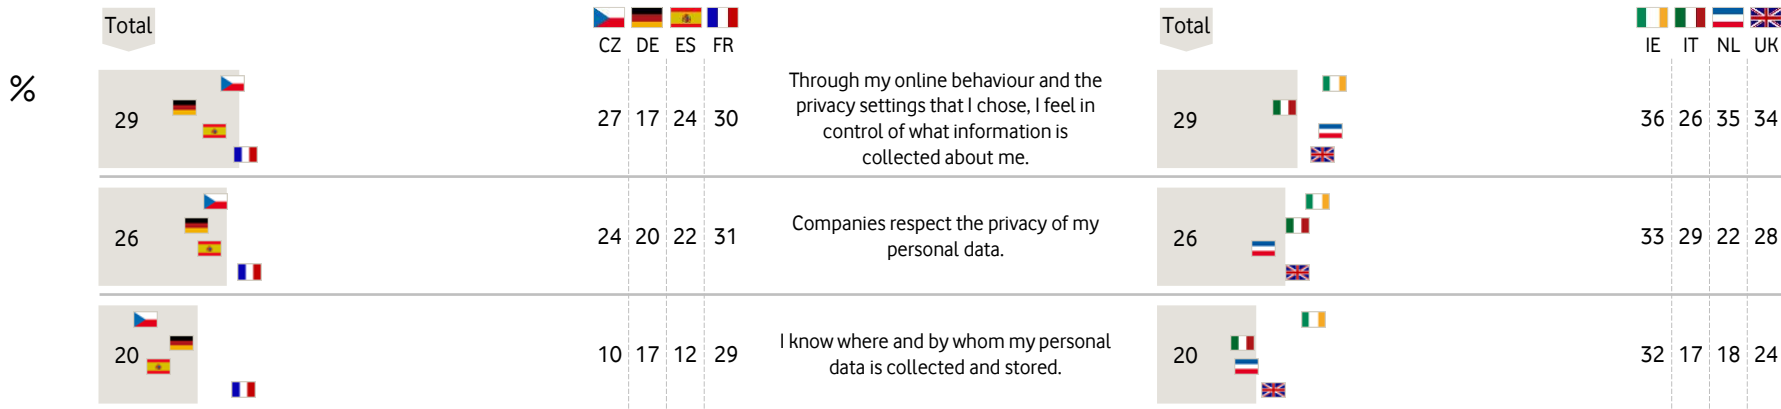 Total
CZ DE ES FR
Total
IE IT NL UK
%
29
27 17 24 30
Through my online behaviour and the
privacy settings that I chose, I feel in
control of what information is
collected about me.
29
36 26 35 34
26
24 20 22 31
Companies respect the privacy of my
personal data.
26
33 29 22 28
20
10 17 12 29
I know where and by whom my personal
data is collected and stored.
20
32 17 18 24